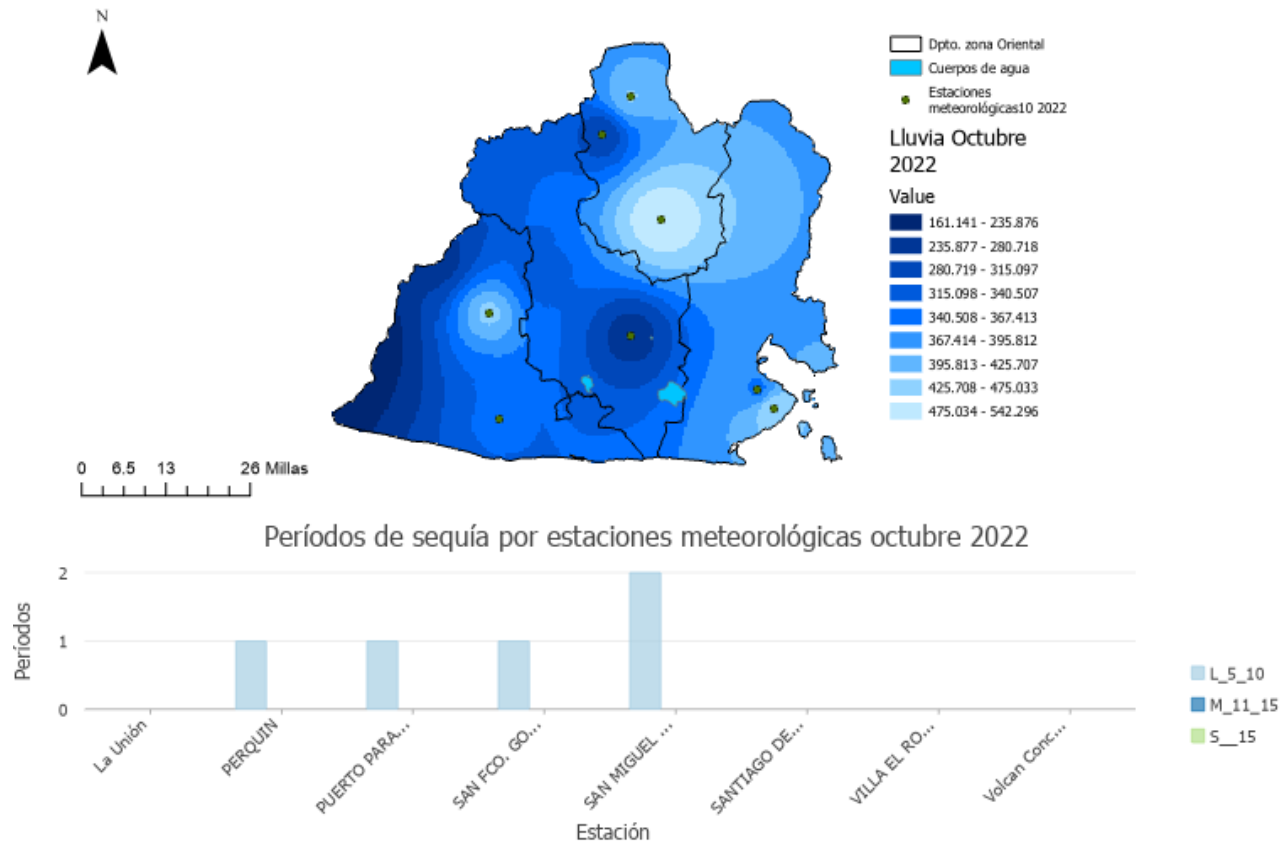 N
Dpto. zona Oriental
Cuerpos de agua
Estaciones
meteorológicas10 2022
Lluvia Octubre
2022
Value
161.141 - 235.876
235.877 - 280.718
280.719 - 315.097
315.098 - 340.507
340.508 - 367.413
367.414 - 395.812
395.813 - 425.707
425.708 - 475.033
475.034 - 542.296
0 6.5 13 26 Millas
Períodos de sequía por estaciones meteorológicas octubre 2022
Períodos
2
1
0
La Unión
PERQUIN
PUERTO PARA...
SAN FCO. GO...
SAN MIGUEL ...
SANTIAGO DE...
VILLA EL RO...
Volcan Conc...
Estación
L_5_10
M_11_15
S__15